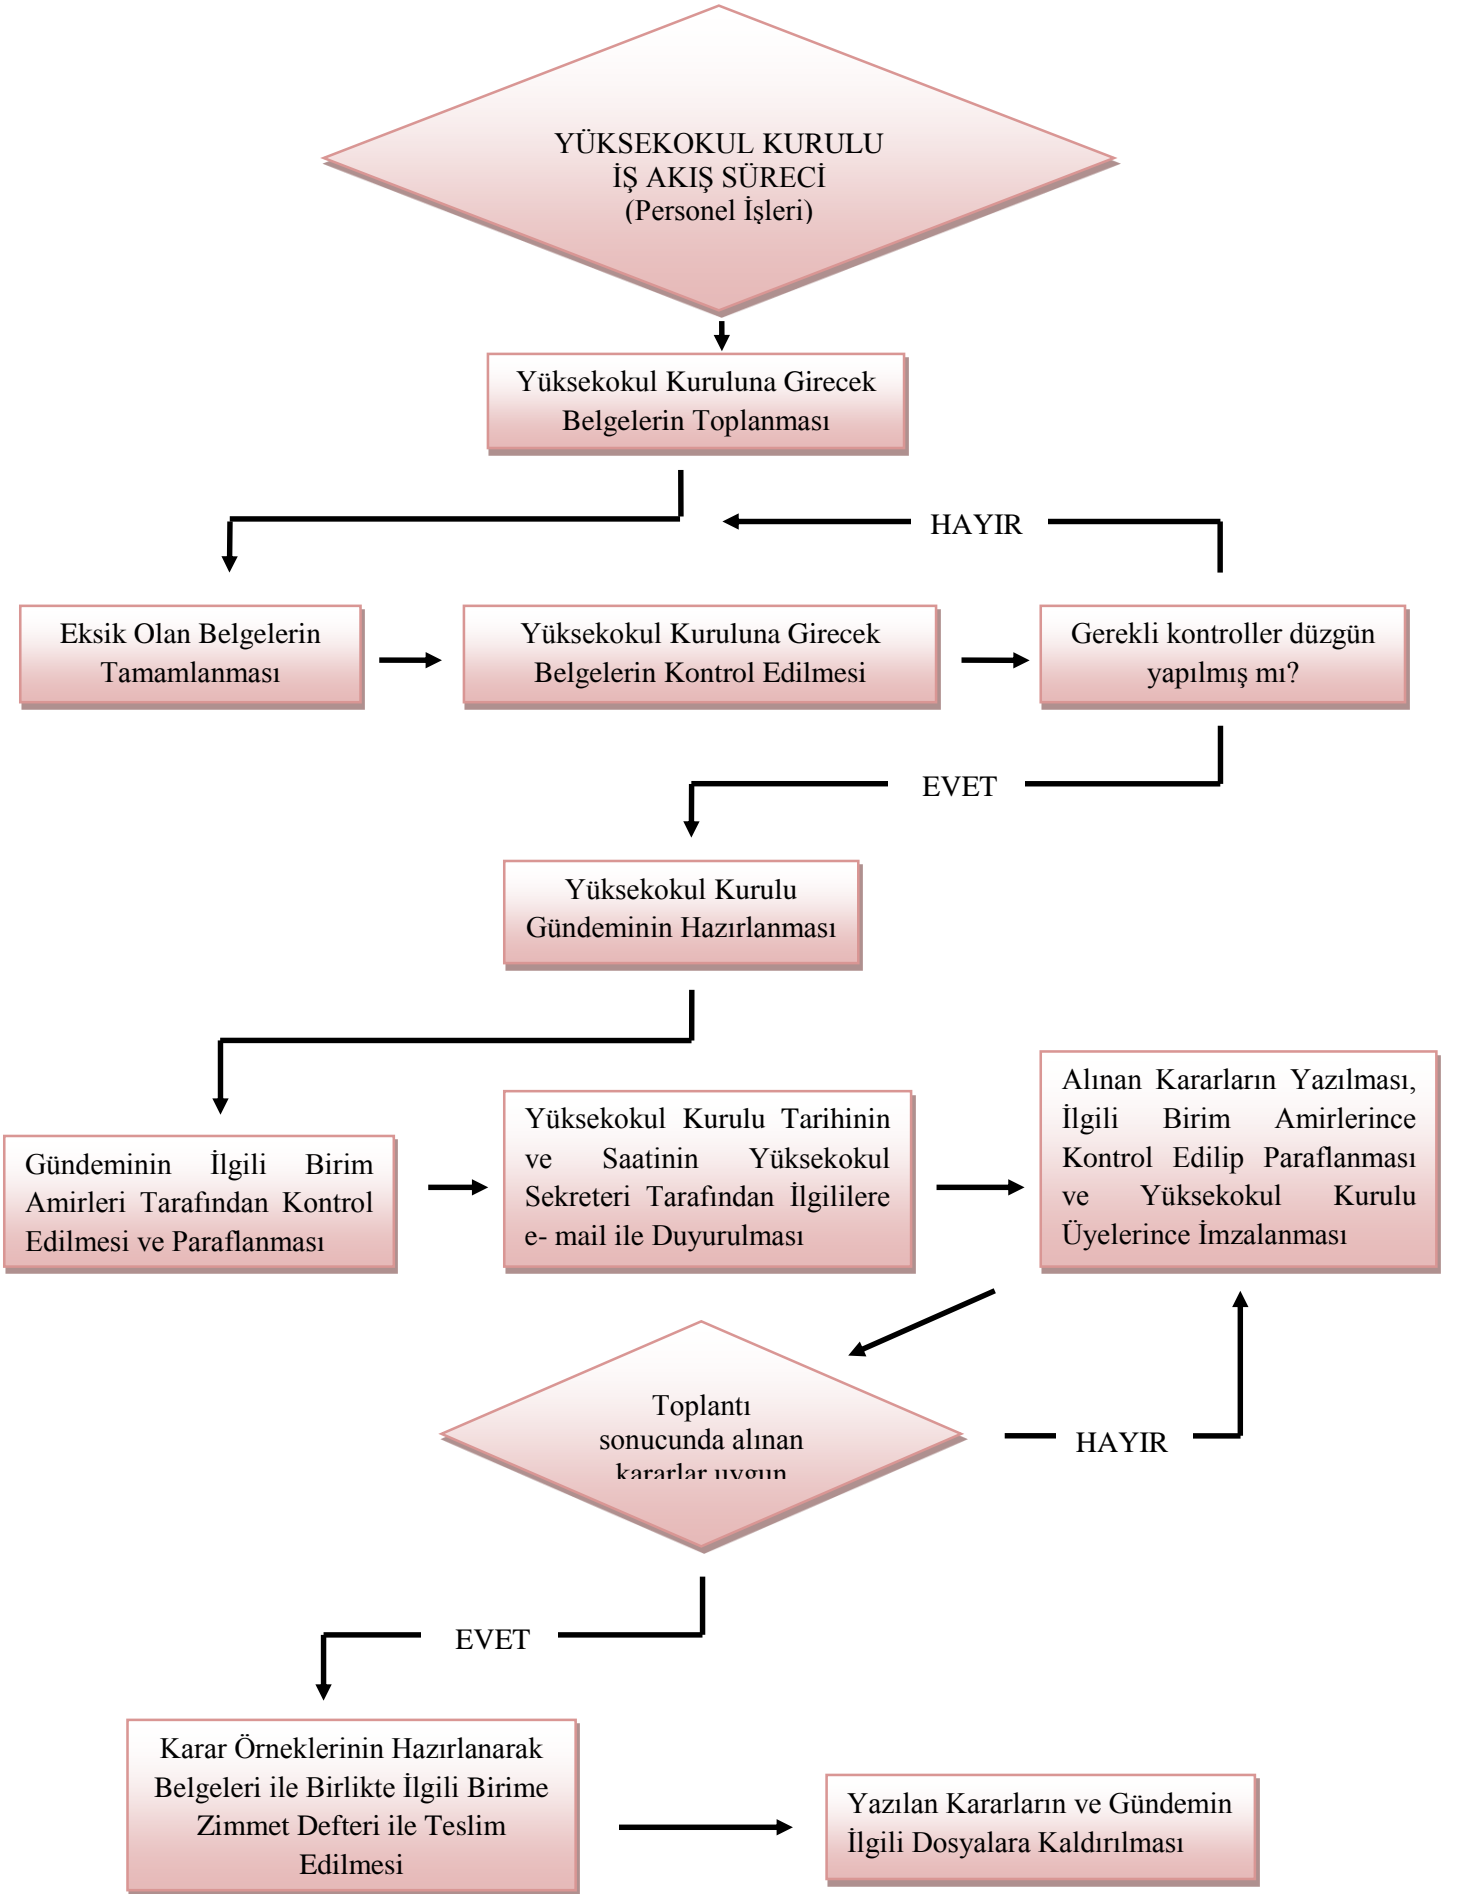 YÜKSEKOKUL KURULU
İŞ AKIŞ SÜRECİ
(Personel İşleri)
Yüksekokul Kuruluna Girecek
Belgelerin Toplanması
HAYIR
Eksik Olan Belgelerin
Tamamlanması
Yüksekokul Kuruluna Girecek
Belgelerin Kontrol Edilmesi
Gerekli kontroller düzgün
yapılmış mı?
EVET
Yüksekokul Kurulu
Gündeminin Hazırlanması
Gündeminin İlgili Birim
Amirleri Tarafından Kontrol
Edilmesi ve Paraflanması
Yüksekokul Kurulu Tarihinin
ve Saatinin Yüksekokul
Sekreteri Tarafından İlgililere
e- mail ile Duyurulması
Alınan Kararların Yazılması,
İlgili Birim Amirlerince
Kontrol Edilip Paraflanması
ve Yüksekokul Kurulu
Üyelerince İmzalanması
Toplantı
sonucunda alınan
kararlar uygun
HAYIR
EVET
Karar Örneklerinin Hazırlanarak
Belgeleri ile Birlikte İlgili Birime
Zimmet Defteri ile Teslim
Edilmesi
Yazılan Kararların ve Gündemin
İlgili Dosyalara Kaldırılması